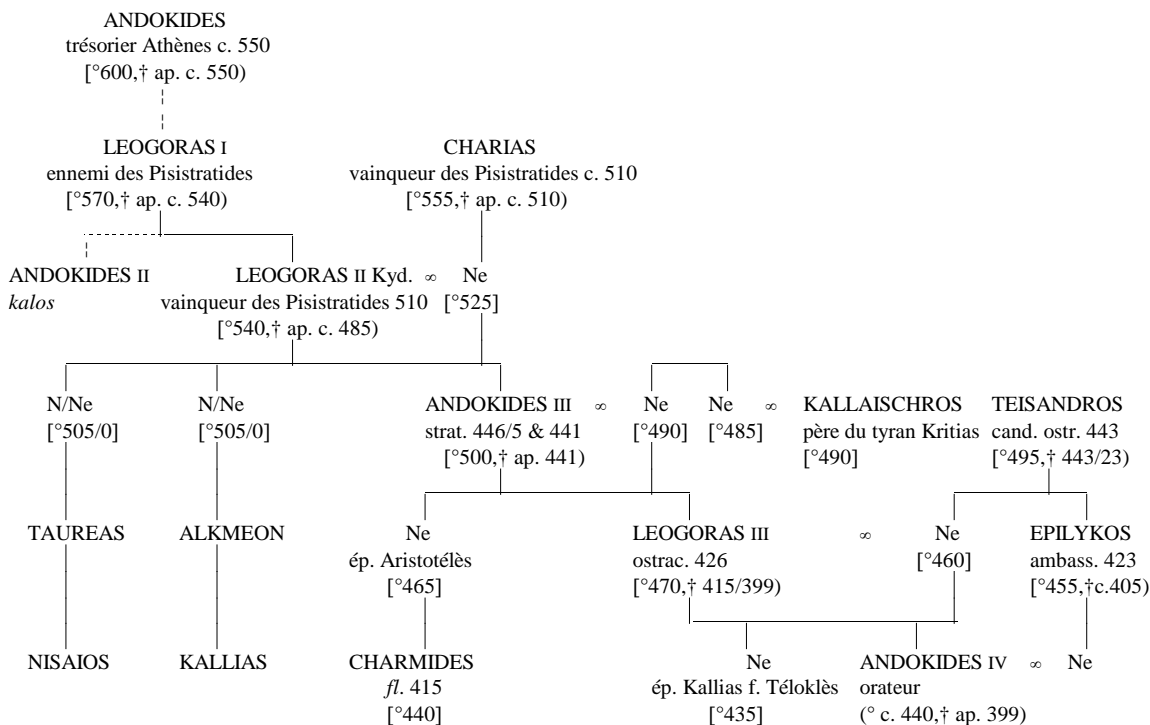 ANDOKIDES
trésorier Athènes c. 550
[°600,† ap. c. 550)
LEOGORAS I CHARIAS
ennemi des Pisistratides vainqueur des Pisistratides c. 510
[°570,† ap. c. 540) [°555,† ap. c. 510)
ANDOKIDES II LEOGORAS II Kyd. ∞ Ne
kalos vainqueur des Pisistratides 510 [°525]
[°540,† ap. c. 485)
N/Ne N/Ne ANDOKIDES III ∞ Ne Ne ∞ KALLAISCHROS TEISANDROS
[°505/0] [°505/0] strat. 446/5 & 441 [°490] [°485] père du tyran Kritias cand. ostr. 443
[°500,† ap. 441) [°490] [°495,† 443/23)
TAUREAS ALKMEON Ne LEOGORAS III ∞ Ne EPILYKOS
ép. Aristotélès ostrac. 426 [°460] ambass. 423
[°465] [°470,† 415/399) [°455,†c.405)
NISAIOS KALLIAS CHARMIDES Ne ANDOKIDES IV ∞ Ne
fl. 415 ép. Kallias f. Téloklès orateur
[°440] [°435] (° c. 440,† ap. 399)